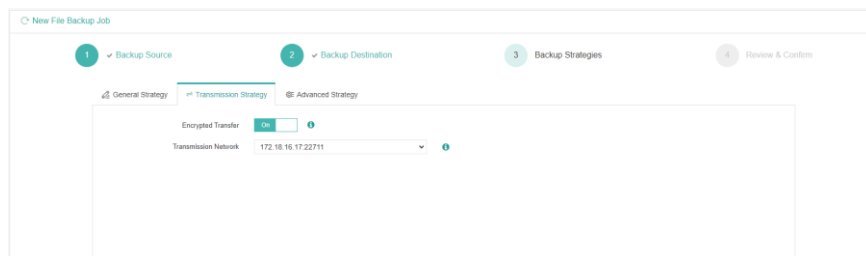 New File Backup Job
1 Backup Source 2 Backup Destination 3 Backup Strategies 4 Review & Confirm
General Strategy Transmission Strategy Advanced Strategy
Encrypted Transfer On
Transmission Network 172.18.16.17:22711